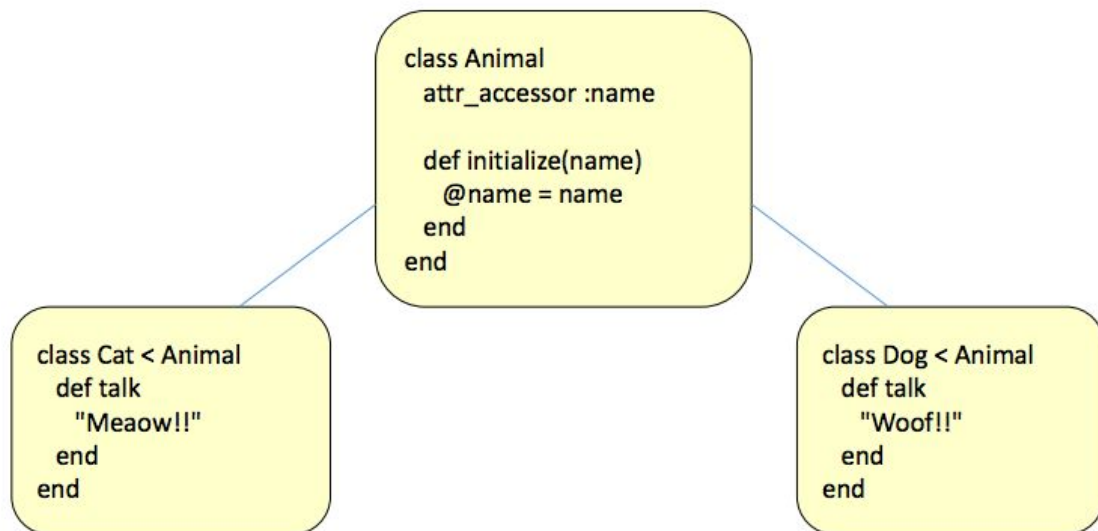 class Animal
attr_accessor :name
def initialize(name)
@name = name
end
end
class Cat < Animal
def talk
"Meaow!!"
end
end
class Dog < Animal
def talk
"Woof!!"
end
end